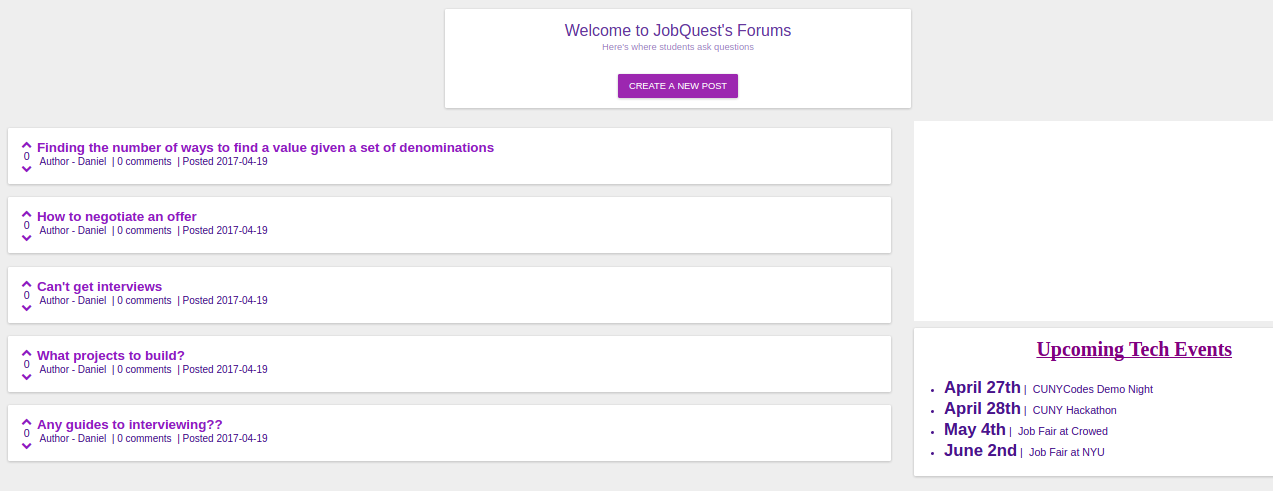 Welcome to JobQuest's Forums
Here's where students ask questions
CREATE A NEW POST
Finding the number of ways to find a value given a set of denominations
0
Author - Daniel | 0 comments | Posted 2017-04-19
How to negotiate an offer
0
Author - Daniel | 0 comments | Posted 2017-04-19
Can't get interviews
0
Author - Daniel | 0 comments | Posted 2017-04-19
What projects to build?
0
Author - Daniel | 0 comments | Posted 2017-04-19
Any guides to interviewing??
0
Author - Daniel | 0 comments | Posted 2017-04-19
Upcoming Tech Events
April 27th | CUNYCodes Demo Night
April 28th | CUNY Hackathon
May 4th | Job Fair at Crowed
June 2nd | Job Fair at NYU